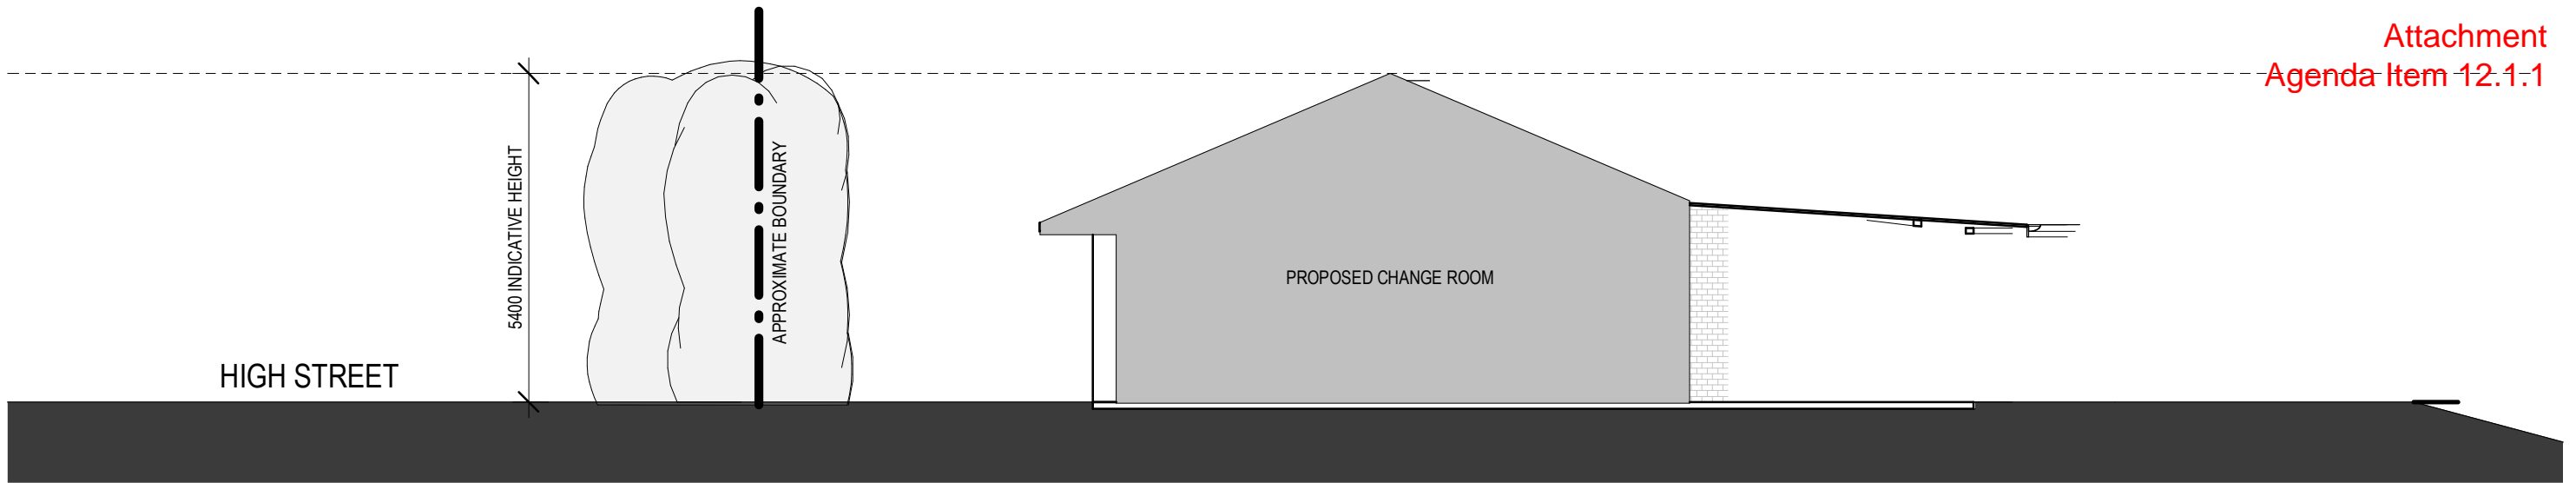 Attachment
Agenda Item 12.1.1
5400 INDICATIVE HEIGHT
APPROXIMATE BOUNDARY
PROPOSED CHANGE ROOM
HIGH STREET